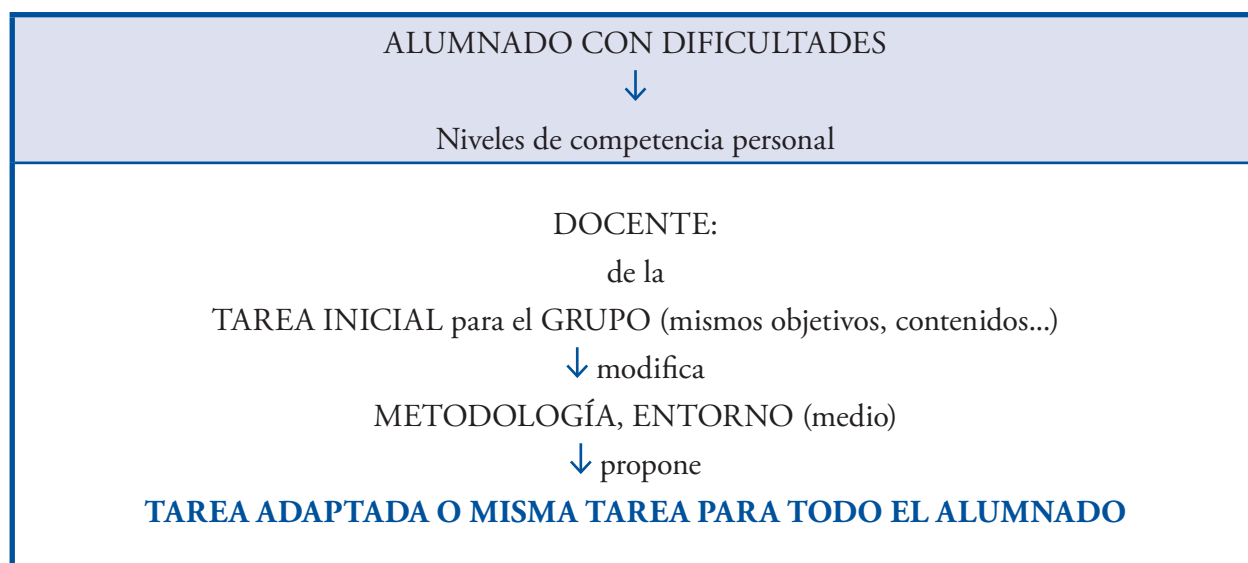 ALUMNADO CON DIFICULTADES
↓
Niveles de competencia personal
DOCENTE:
de la
TAREA INICIAL para el GRUPO (mismos objetivos, contenidos...)
↓ modifica
METODOLOGÍA, ENTORNO (medio)
↓ propone
TAREA ADAPTADA O MISMA TAREA PARA TODO EL ALUMNADO